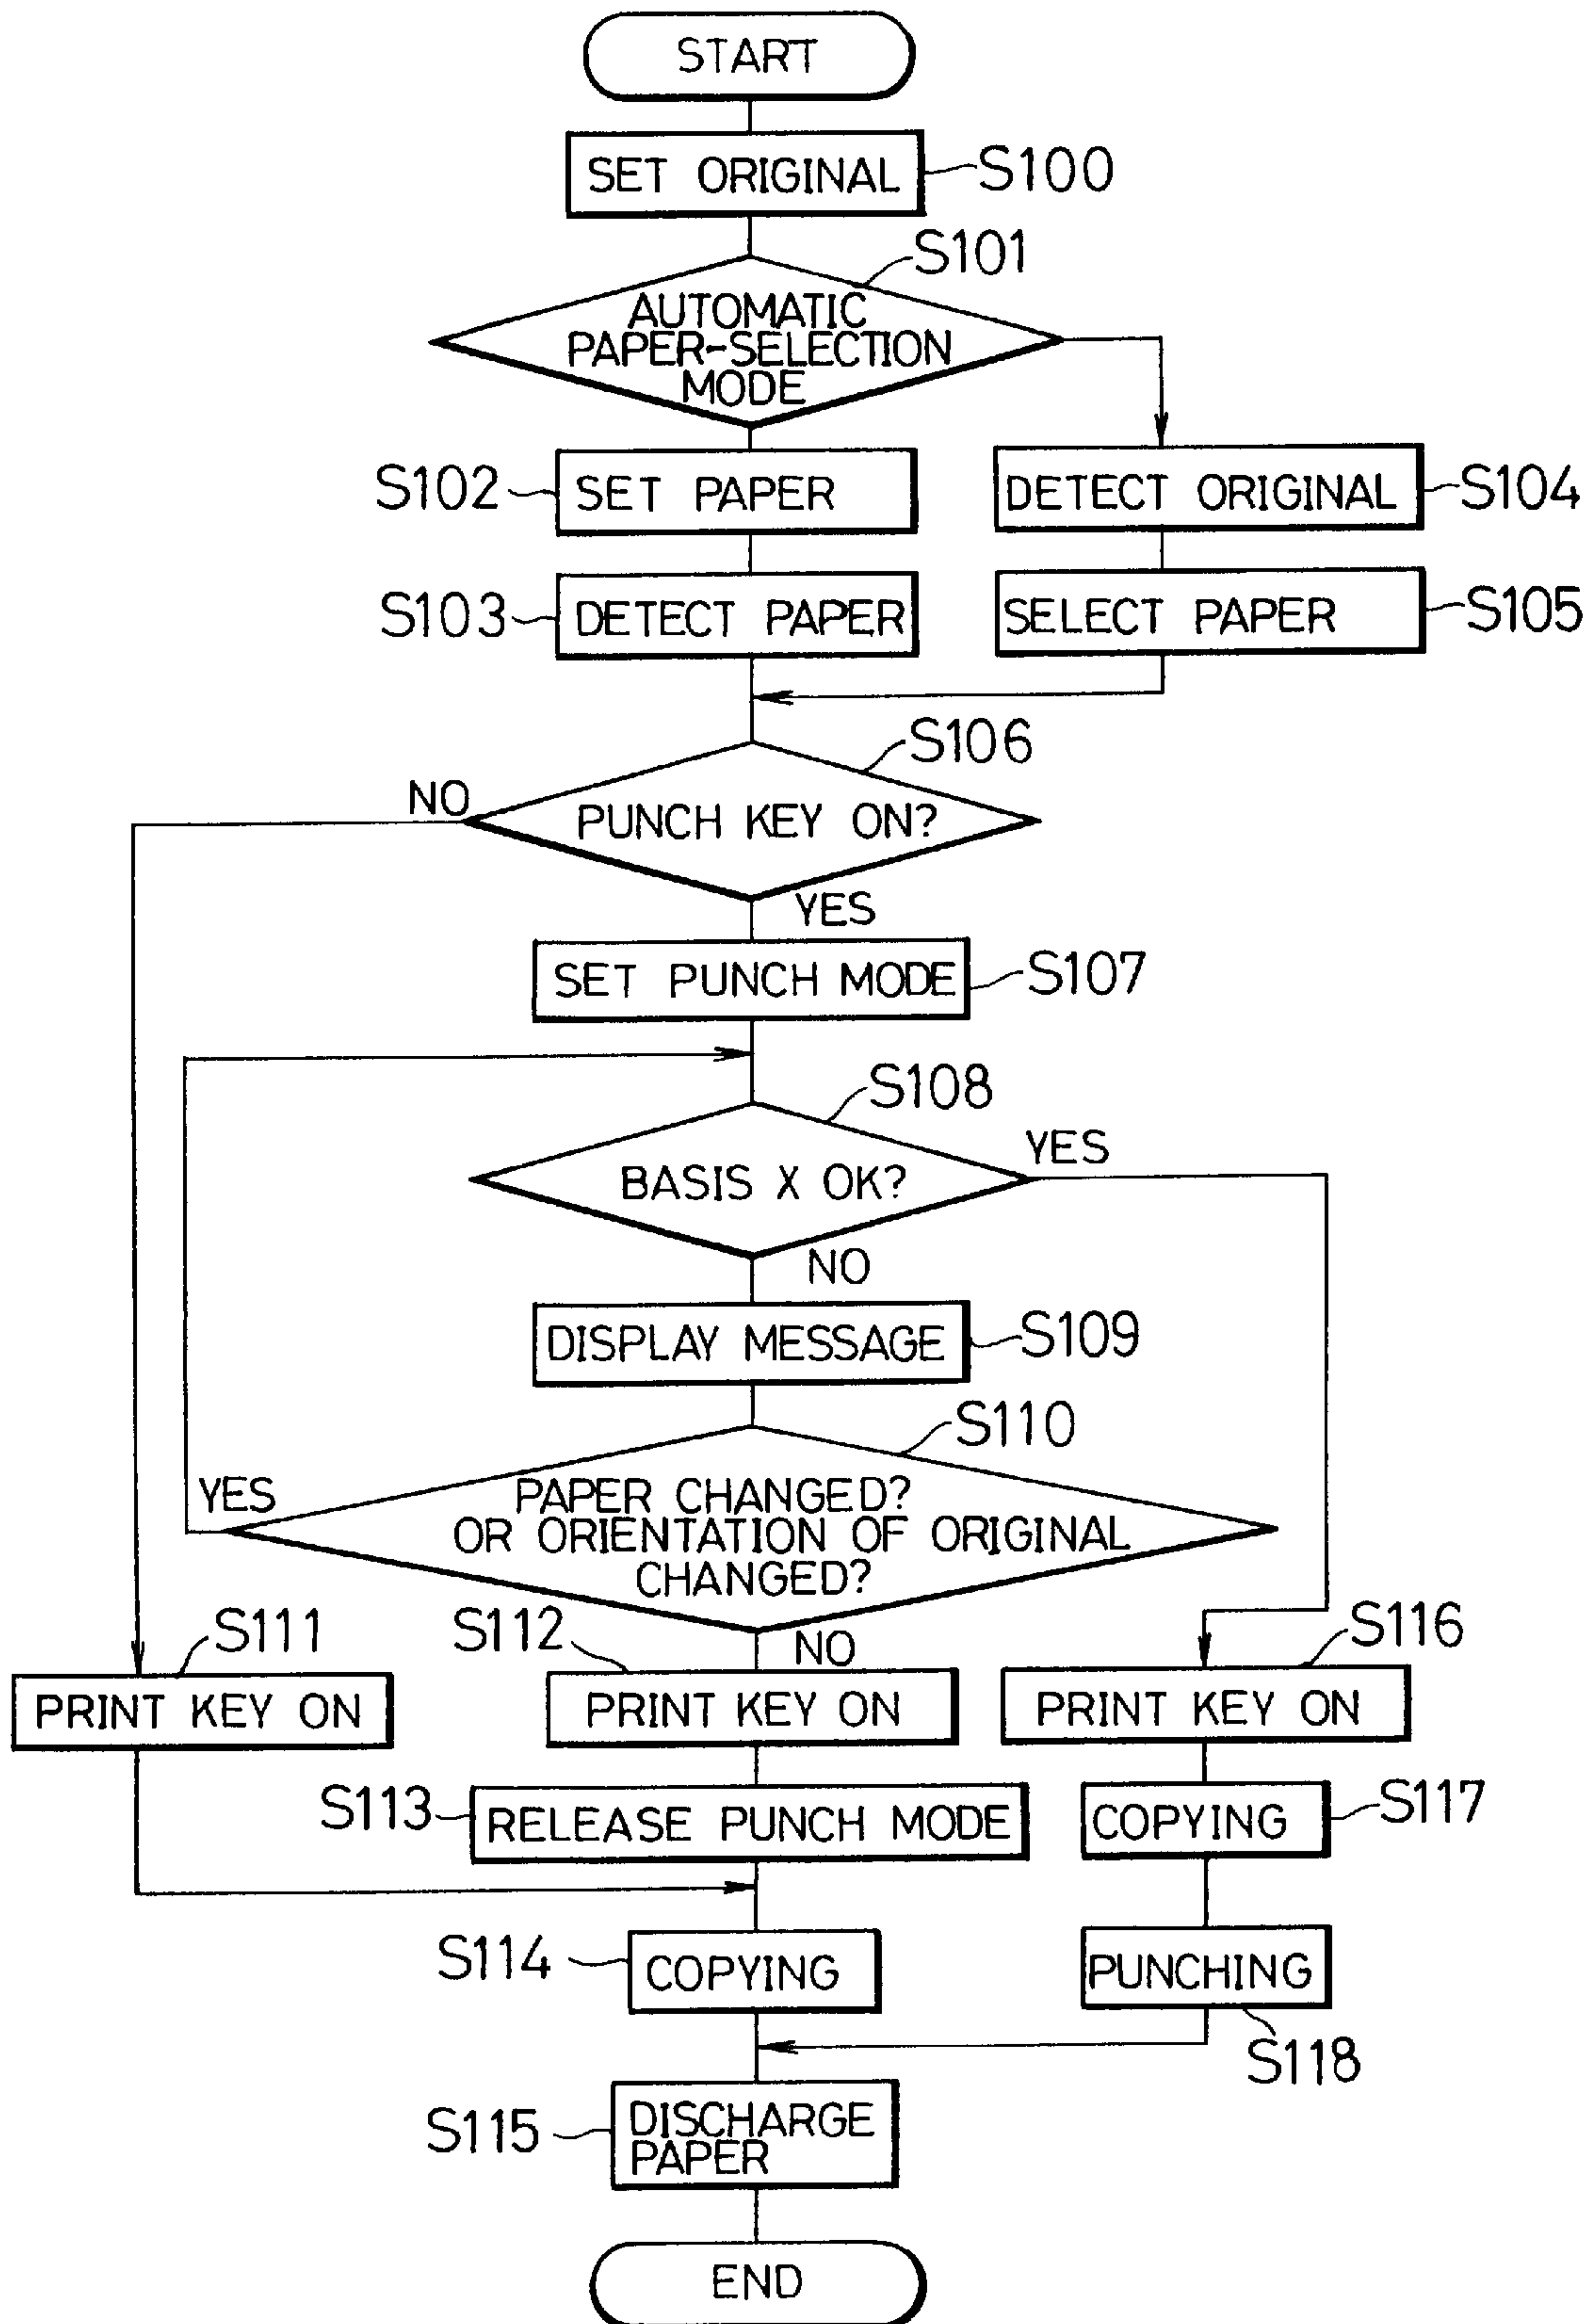 START
SET ORIGINAL
S100
S101
AUTOMATIC
PAPER-SELECTION
MODE
S102
SET PAPER
DETECT ORIGINAL
S104
S103
DETECT PAPER
SELECT PAPER
S105
S106
NO
PUNCH KEY ON?
YES
SET PUNCH MODE
S107
S108
YES
BASIS X OK?
NO
DISPLAY MESSAGE
S109
S110
YES
PAPER CHANGED?
OR ORIENTATION OF ORIGINAL
CHANGED?
S111
S112
NO
S116
PRINT KEY ON
PRINT KEY ON
PRINT KEY ON
S113
RELEASE PUNCH MODE
COPYING
S117
S114
COPYING
PUNCHING
S118
S115
DISCHARGE
PAPER
END